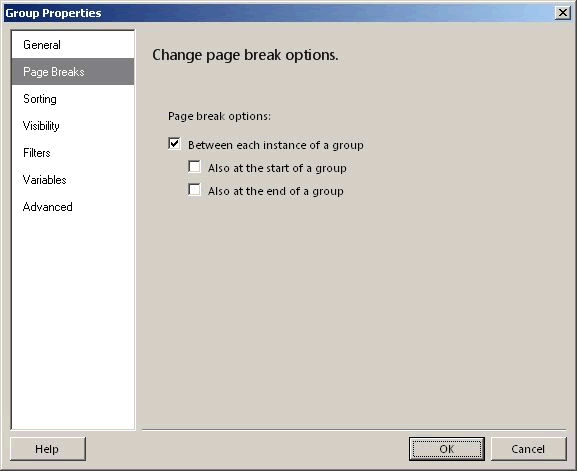 Group Properties
General
Page Breaks
Sorting
Visibility
Filters
Variables
Advanced
Change page break options.
Page break options:
Between each instance of a group
Also at the start of a group
Also at the end of a group
Help
OK
Cancel